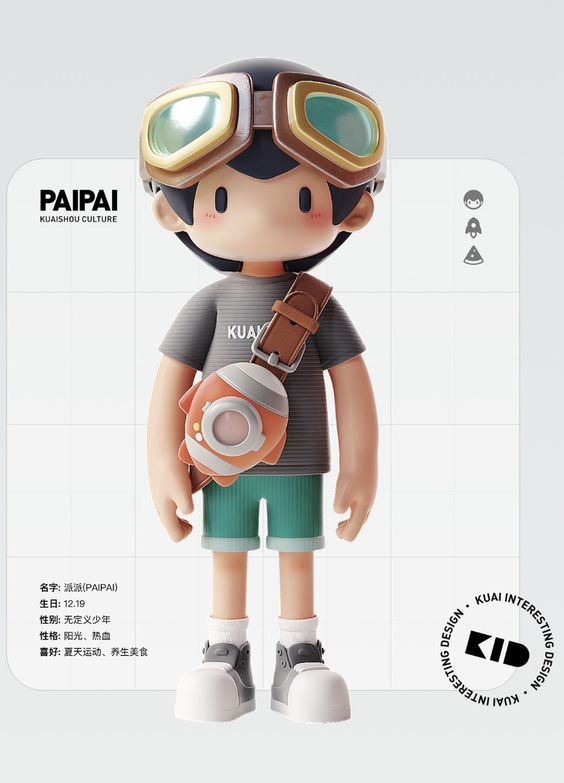 PAIPAI
KUAISHOU CULTURE
KUAI
名字: 派派(PAIPAI)
生日: 12.19
性别: 无定义少年
性格: 阳光、热血
喜好: 夏天运动、养生美食
KUAI INTERESTING DESIGN • KUAI INTERESTING DESIGN •
KID